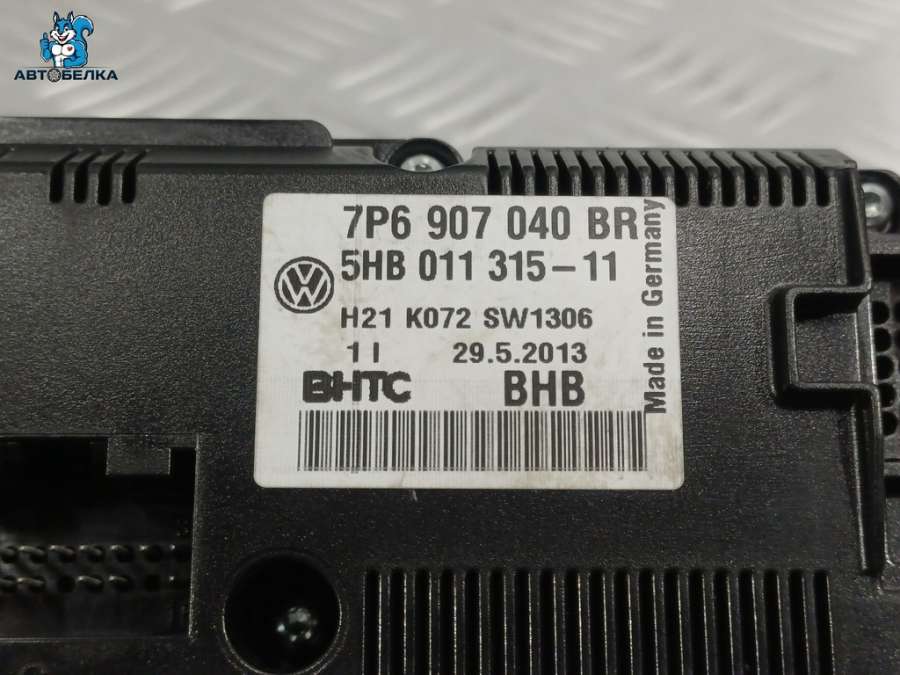 АВТОБЕЛКА
7P6 907 040 BR
5HB 011 315-11
H21 K072 SW1306
1 I 29.5.2013
BHTC BHB
Made in Germany